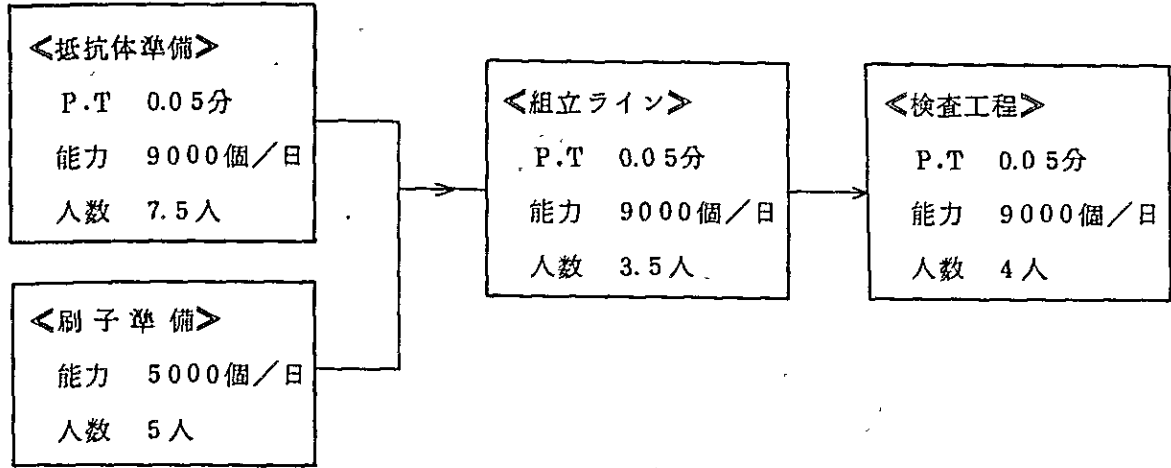 ≪抵抗体準備≫
P.T 0.05分
能力 9000個／日
人数 7.5人
≪刷子準備≫
能力 5000個／日
人数 5人
≪組立ライン≫
P.T 0.05分
能力 9000個／日
人数 3.5人
≪検査工程≫
P.T 0.05分
能力 9000個／日
人数 4人